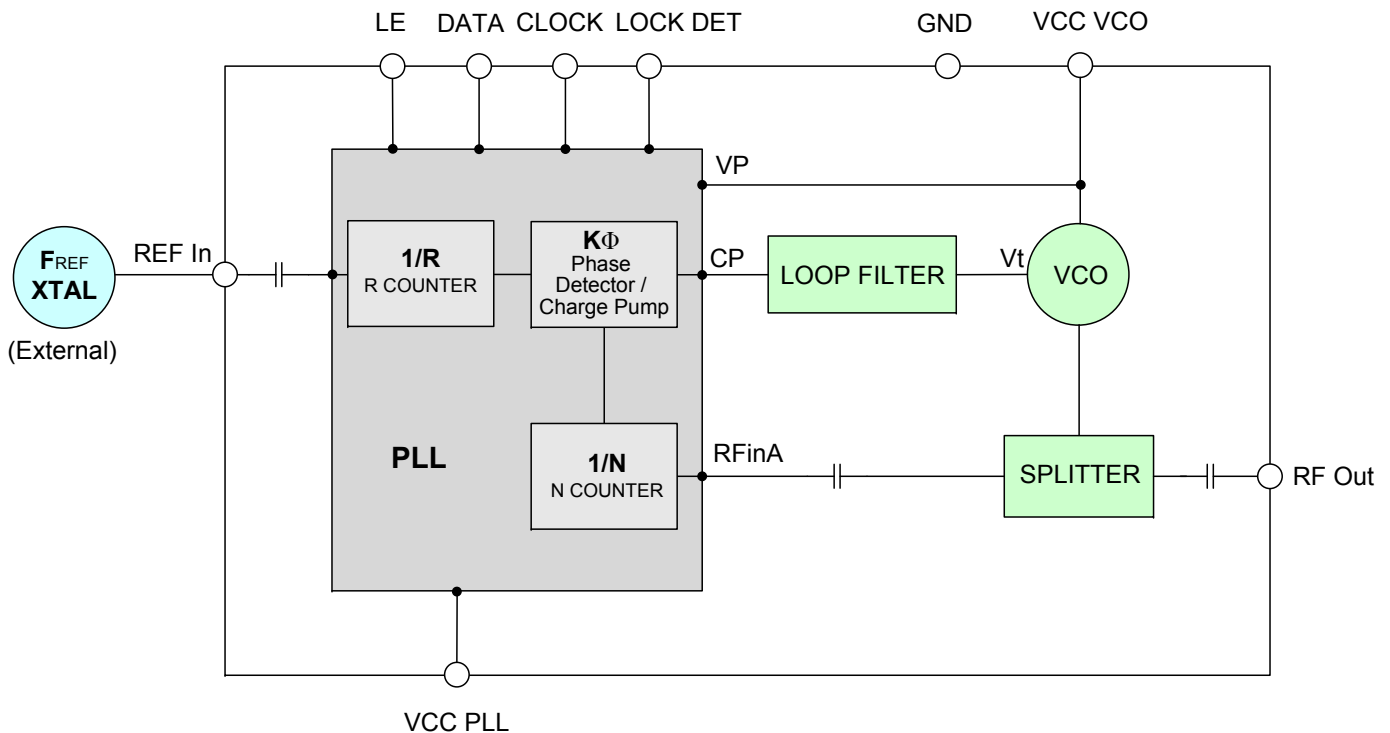 LE DATA CLOCK LOCK DET GND VCC VCO
VP
REF In
FREF
XTAL
(External)
1/R
R COUNTER
KΦ
Phase
Detector /
Charge Pump
CP
LOOP FILTER
Vt
VCO
PLL
1/N
N COUNTER
RFinA
SPLITTER
RF Out
VCC PLL